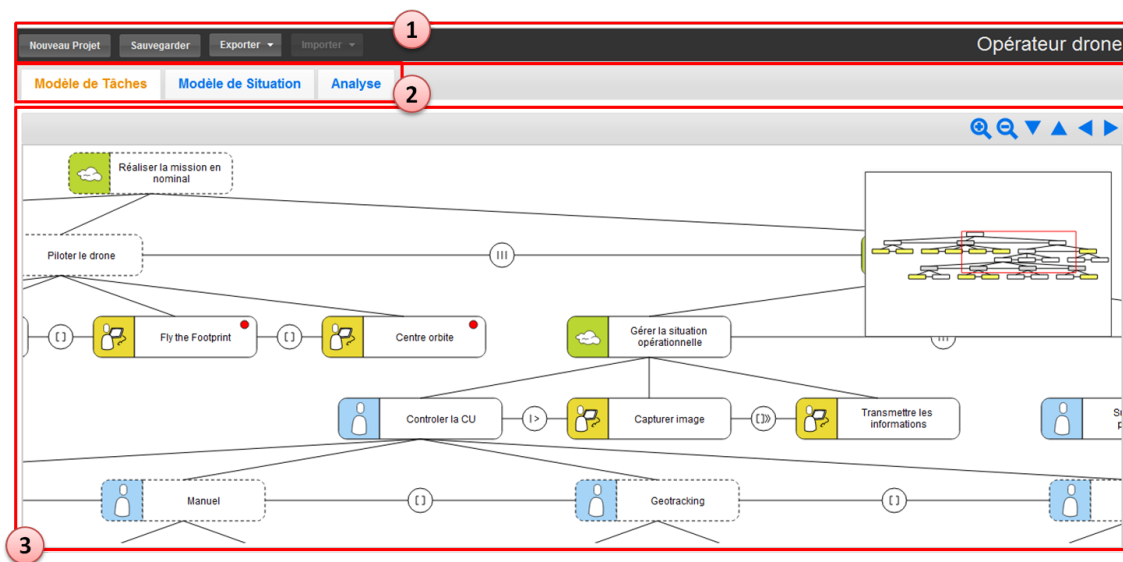 1
Nouveau Projet Sauvegarder Exporter Importer Opérateur drone
Modèle de Tâches Modèle de Situation Analyse
2
Réaliser la mission en
nominal
Piloter le drone
|||
[ ] Fly the Footprint [ ] Centre orbite
Gérer la situation
opérationnelle
|||
Controler la CU |> Capturer image [ ]»
Transmettre les
informations
Manuel [ ] Geotracking [ ]
3